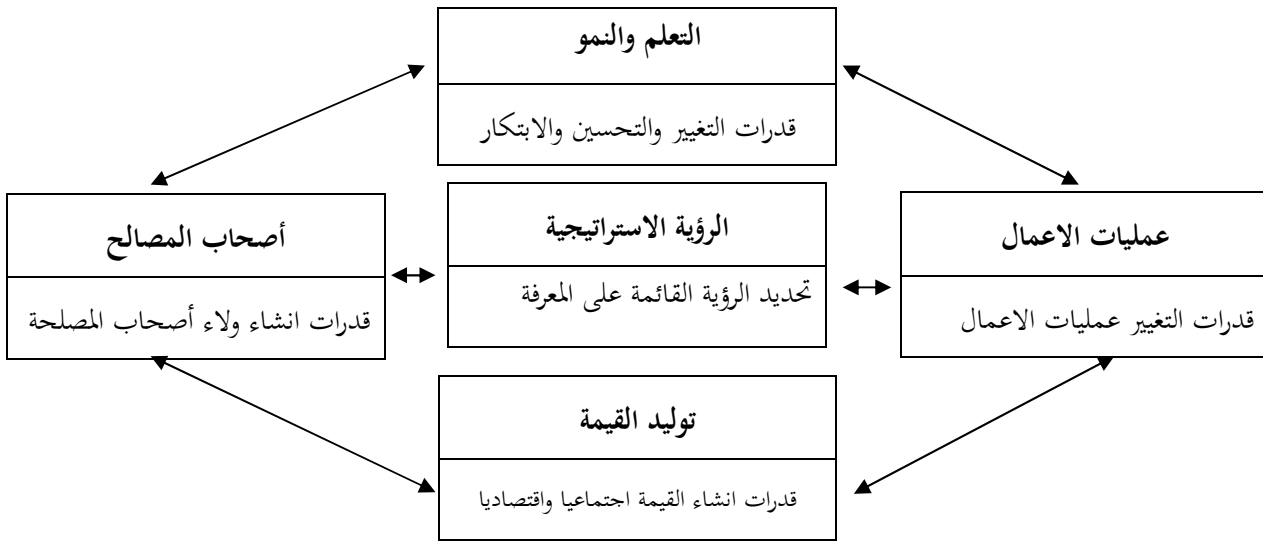 التعلم والنمو
قدرات التغيير والتحسين والابتكار
عمليات الاعمال
قدرات التغيير عمليات الاعمال
الرؤية الاستراتيجية
تحديد الرؤية القائمة على المعرفة
أصحاب المصالح
قدرات انشاء ولاء أصحاب المصلحة
توليد القيمة
قدرات انشاء القيمة اجتماعيا واقتصاديا